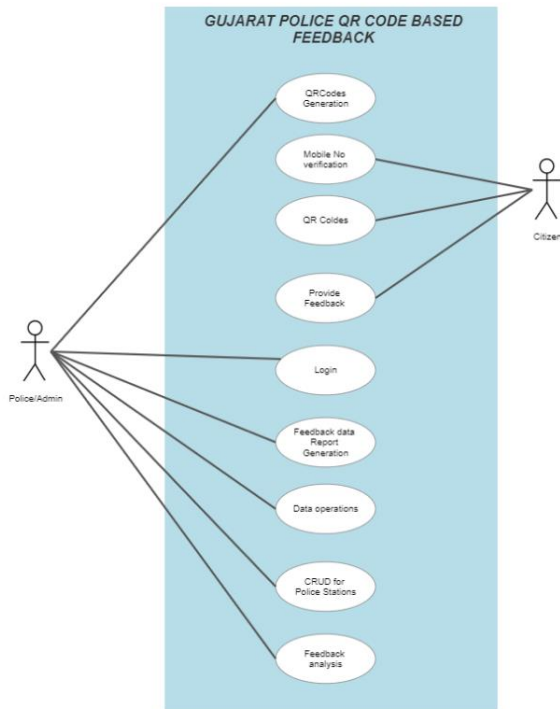 GUJARAT POLICE QR CODE BASED
FEEDBACK
QRCodes
Generation
Mobile No
verification
QR Coldes
Citizen
Provide
Feedback
Login
Police/Admin
Feedback data
Report
Generation
Data operations
CRUD for
Police Stations
Feedback
analysis